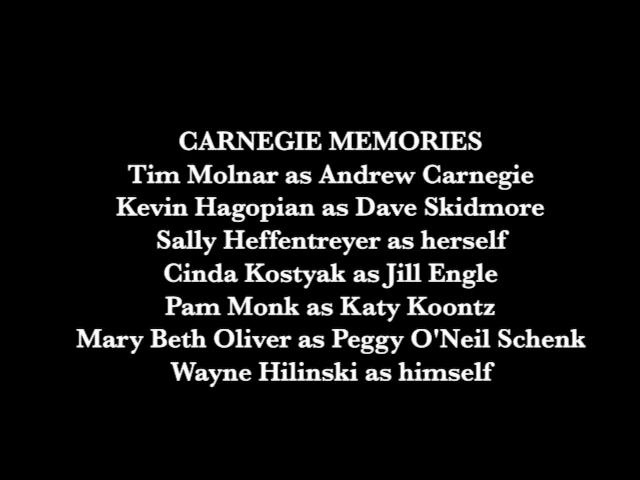 CARNEGIE MEMORIES
Tim Molnar as Andrew Carnegie
Kevin Hagopian as Dave Skidmore
Sally Heffentreyer as herself
Cinda Kostyak as Jill Engle
Pam Monk as Katy Koontz
Mary Beth Oliver as Peggy O'Neil Schenk
Wayne Hilinski as himself